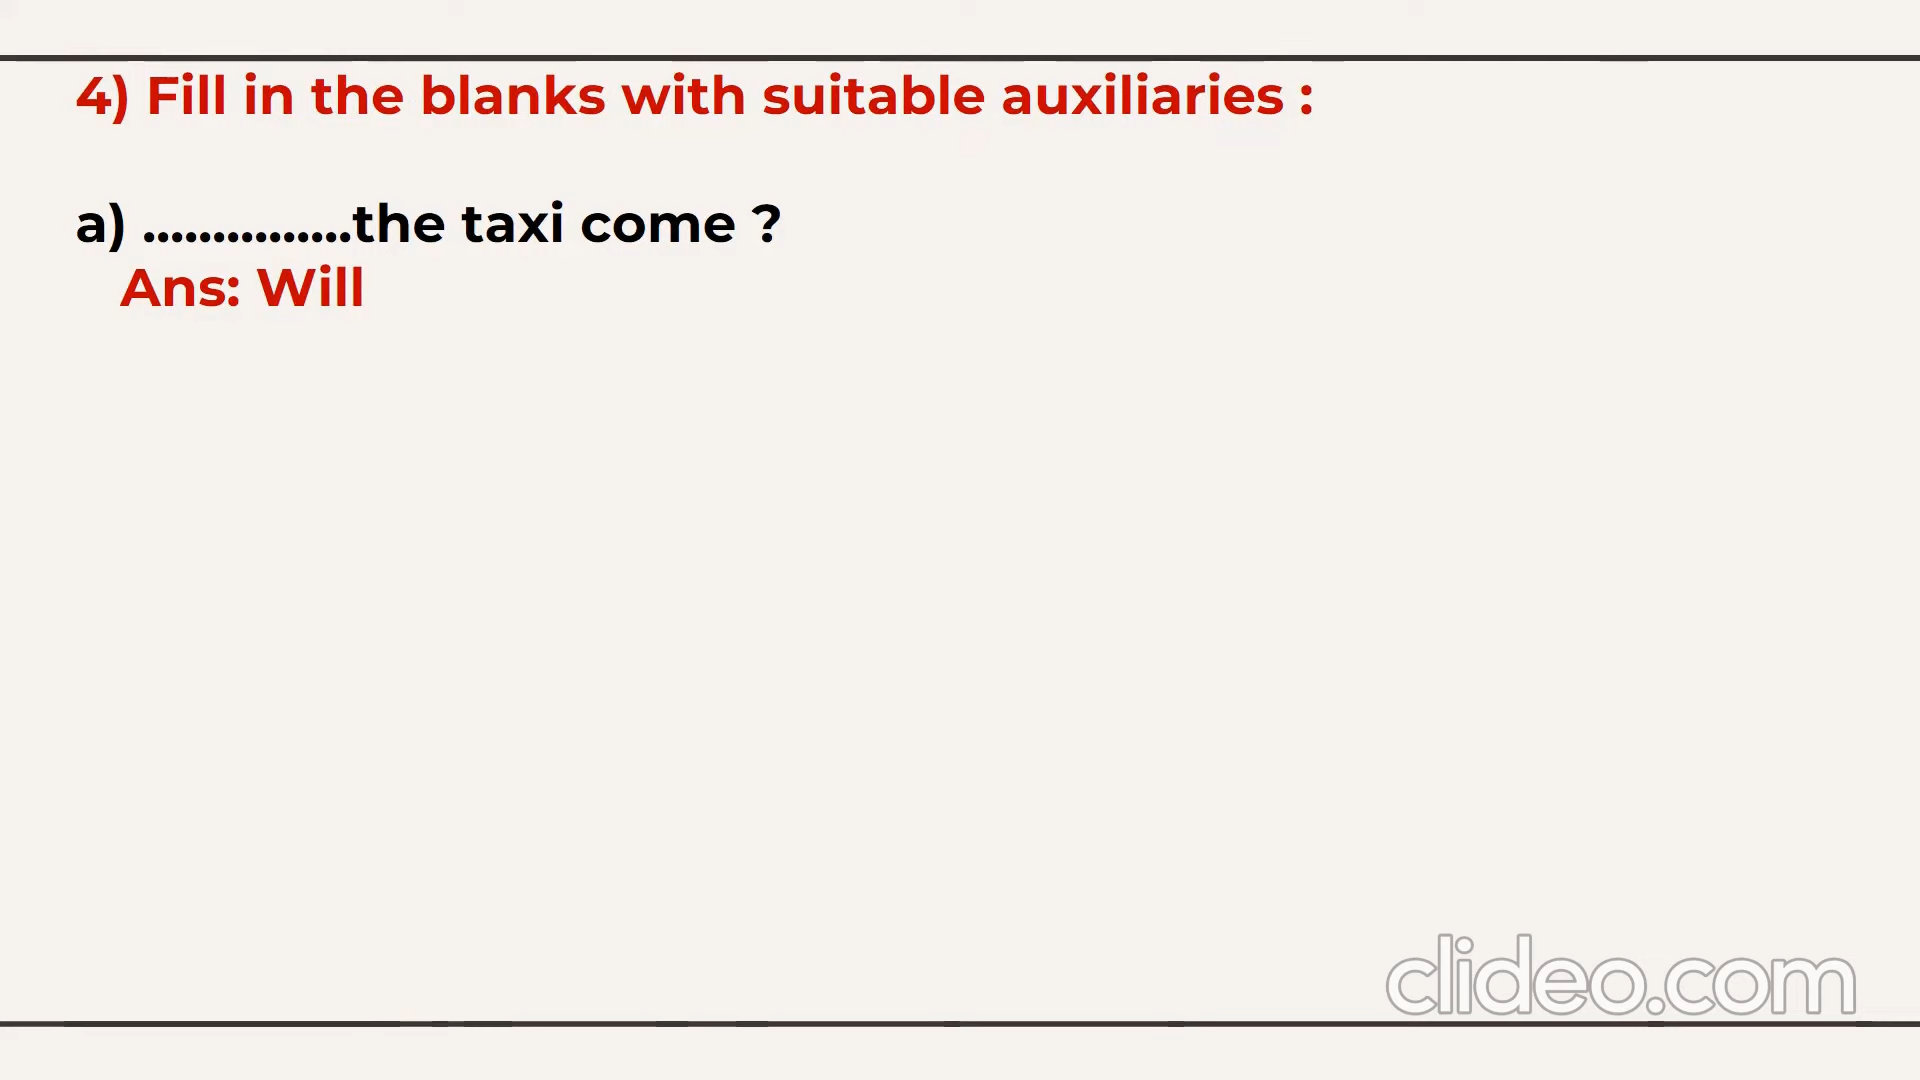 4) Fill in the blanks with suitable auxiliaries :
a) ...............the taxi come ?
Ans: Will
clideo.com